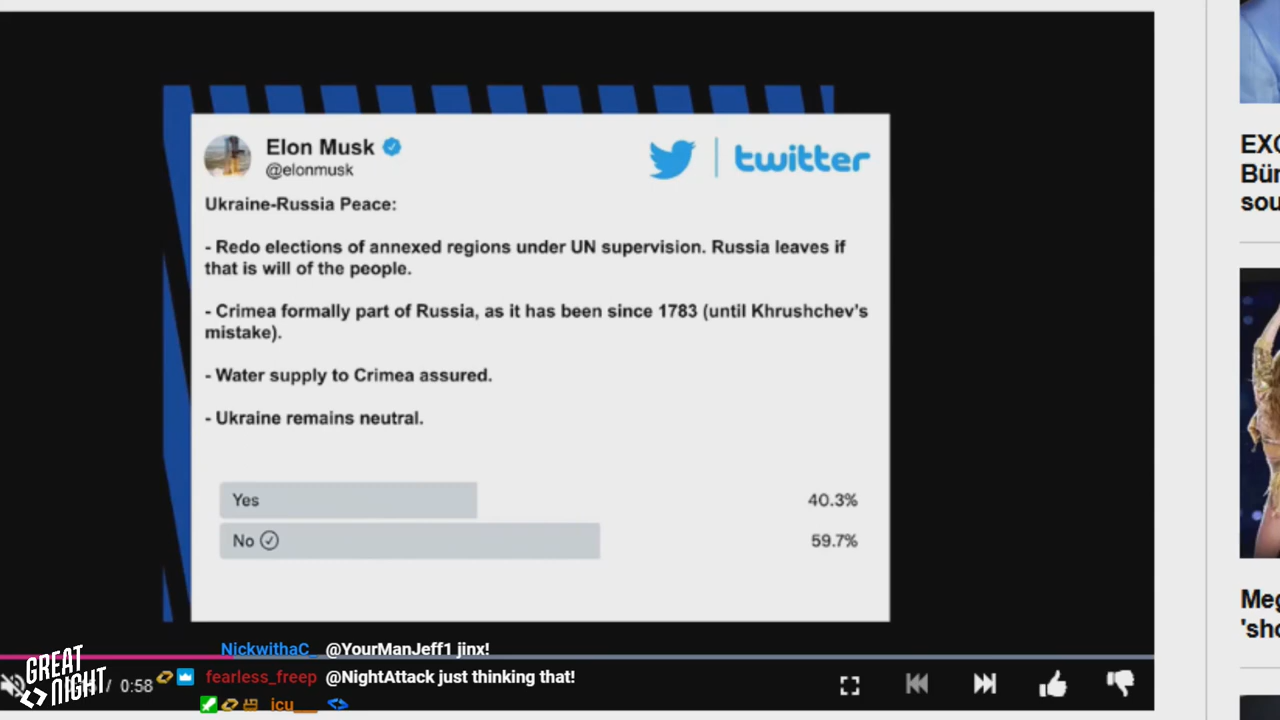 Elon Musk
@elonmusk
twitter
Ukraine-Russia Peace:
- Redo elections of annexed regions under UN supervision. Russia leaves if
that is will of the people.
- Crimea formally part of Russia, as it has been since 1783 (until Khrushchev's
mistake).
- Water supply to Crimea assured.
- Ukraine remains neutral.
Yes 40.3%
No 59.7%
NickwithaC_ @YourManJeff1 jinx!
fearless_freep @NightAttack just thinking that!
icu__
GREAT
NIGHT
/ 0:58
EXC
Bür
sou
Meg
'sho